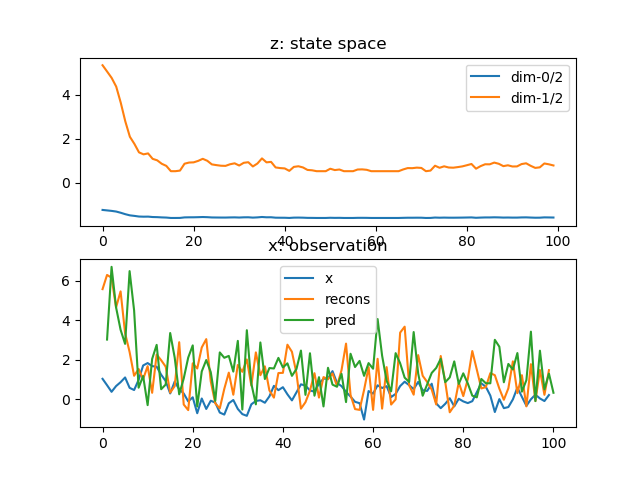 z: state space
dim-0/2
dim-1/2
4
2
0
0 20 40 60 80 100
x: observation
x
recons
pred
6
4
2
0
0 20 40 60 80 100